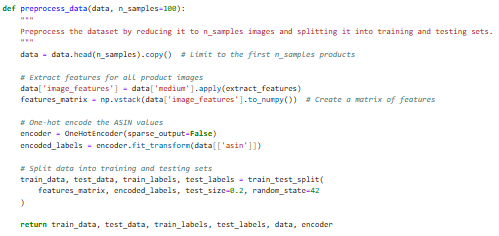 def preprocess_data(data, n_samples=100):
"""
Preprocess the dataset by reducing it to n_samples images and splitting it into training and testing sets.
"""
data = data.head(n_samples).copy()  # Limit to the first n_samples products
# Extract features for all product images
data['image_features'] = data['medium'].apply(extract_features)
features_matrix = np.vstack(data['image_features'].to_numpy())  # Create a matrix of features
# One-hot encode the ASIN values
encoder = OneHotEncoder(sparse_output=False)
encoded_labels = encoder.fit_transform(data[['asin']])
# Split data into training and testing sets
train_data, test_data, train_labels, test_labels = train_test_split(
features_matrix, encoded_labels, test_size=0.2, random_state=42
)
return train_data, test_data, train_labels, test_labels, data, encoder